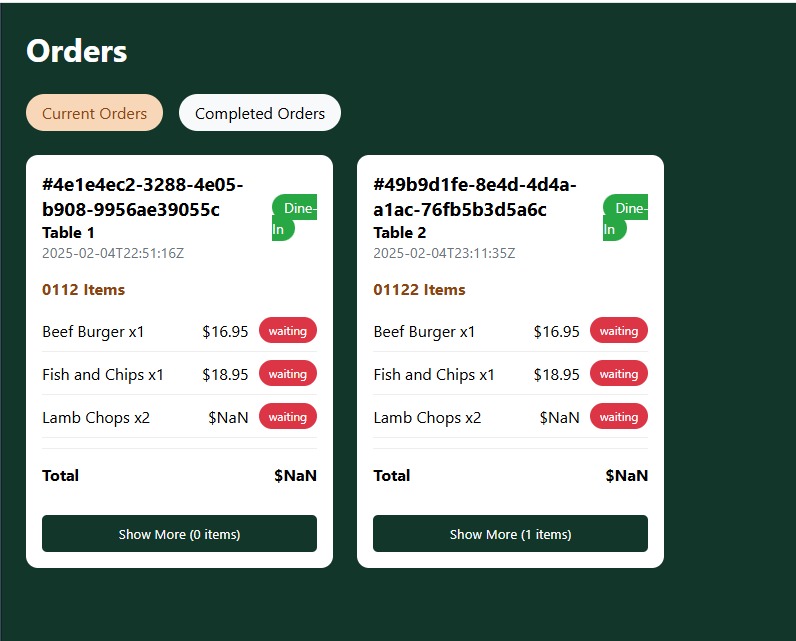 Orders
Current Orders
Completed Orders
#4e1e4ec2-3288-4e05-
b908-9956ae39055c
Dine-
In
Table 1
2025-02-04T22:51:16Z
0112 Items
Beef Burger x1 $16.95 waiting
Fish and Chips x1 $18.95 waiting
Lamb Chops x2 $NaN waiting
Total $NaN
Show More (0 items)
#49b9d1fe-8e4d-4d4a-
a1ac-76fb5b3d5a6c
Dine-
In
Table 2
2025-02-04T23:11:35Z
01122 Items
Beef Burger x1 $16.95 waiting
Fish and Chips x1 $18.95 waiting
Lamb Chops x2 $NaN waiting
Total $NaN
Show More (1 items)